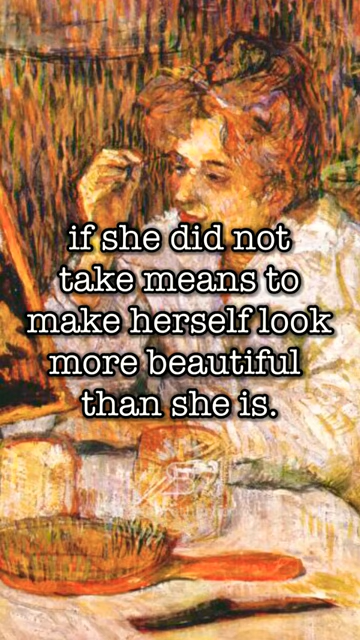 if she did not
take means to
make herself look
more beautiful
than she is.